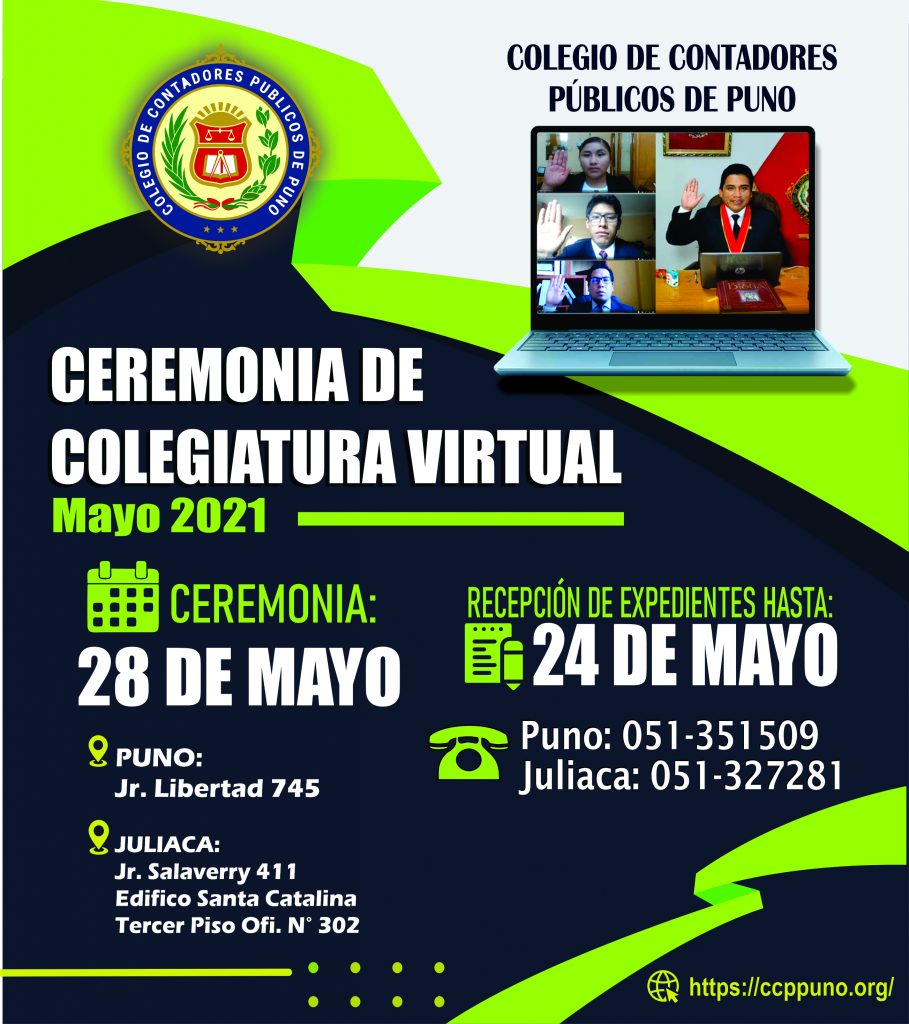 COLEGIO DE CONTADORES
PÚBLICOS DE PUNO
COLEGIO DE CONTADORES PUBLICOS DE PUNO
hp
CEREMONIA DE
COLEGIATURA VIRTUAL
Mayo 2021
CEREMONIA:
28 DE MAYO
RECEPCIÓN DE EXPEDIENTES HASTA:
24 DE MAYO
Puno: 051-351509
Juliaca: 051-327281
PUNO:
Jr. Libertad 745
JULIACA:
Jr. Salaverry 411
Edifico Santa Catalina
Tercer Piso Ofi. N° 302
https://ccppuno.org/